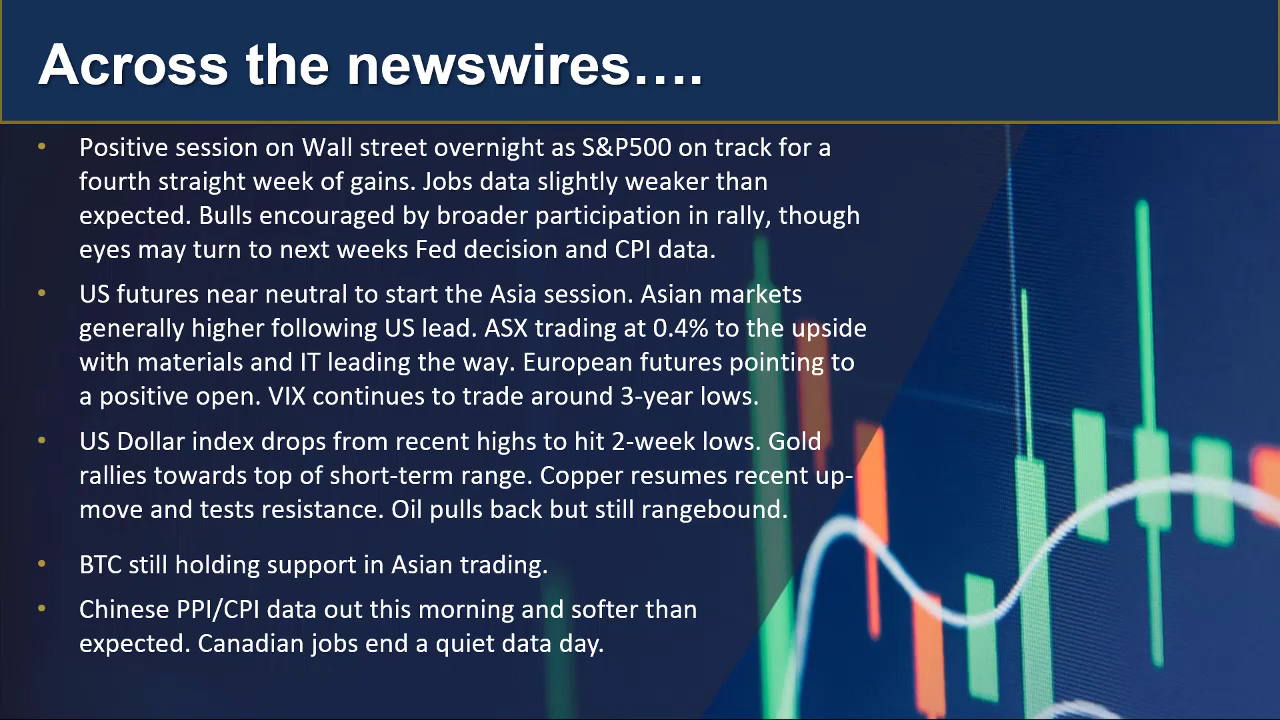 Across the newswires….
• Positive session on Wall street overnight as S&P500 on track for a
fourth straight week of gains. Jobs data slightly weaker than
expected. Bulls encouraged by broader participation in rally, though
eyes may turn to next weeks Fed decision and CPI data.
• US futures near neutral to start the Asia session. Asian markets
generally higher following US lead. ASX trading at 0.4% to the upside
with materials and IT leading the way. European futures pointing to
a positive open. VIX continues to trade around 3-year lows.
• US Dollar index drops from recent highs to hit 2-week lows. Gold
rallies towards top of short-term range. Copper resumes recent up-
move and tests resistance. Oil pulls back but still rangebound.
• BTC still holding support in Asian trading.
• Chinese PPI/CPI data out this morning and softer than
expected. Canadian jobs end a quiet data day.